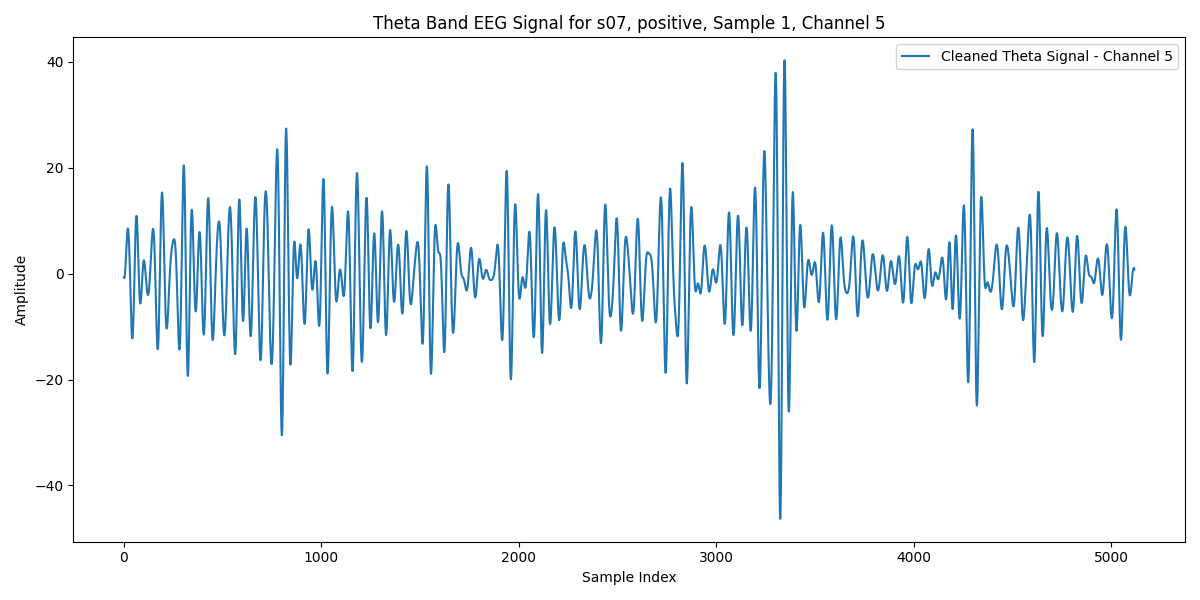 Theta Band EEG Signal for s07, positive, Sample 1, Channel 5
Cleaned Theta Signal - Channel 5
Amplitude
40
20
0
−20
−40
0 1000 2000 3000 4000 5000
Sample Index